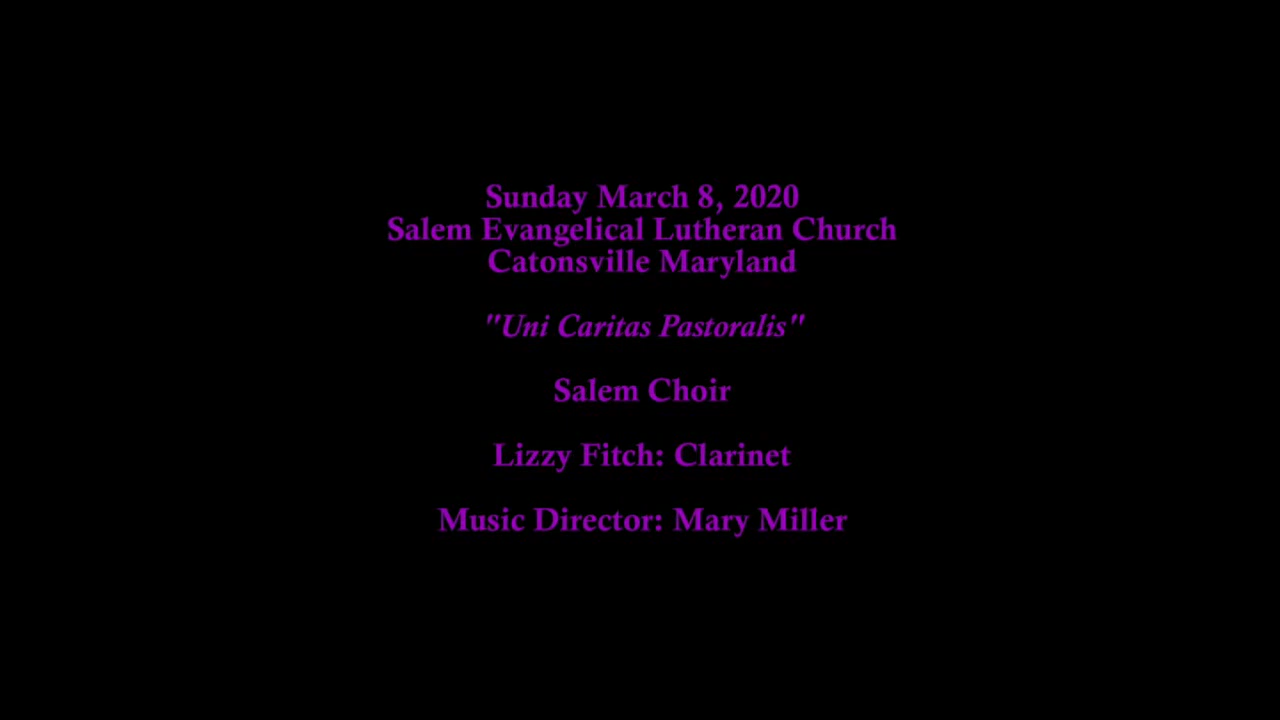 Sunday March 8, 2020
Salem Evangelical Lutheran Church
Catonsville Maryland
"Uni Caritas Pastoralis"
Salem Choir
Lizzy Fitch: Clarinet
Music Director: Mary Miller